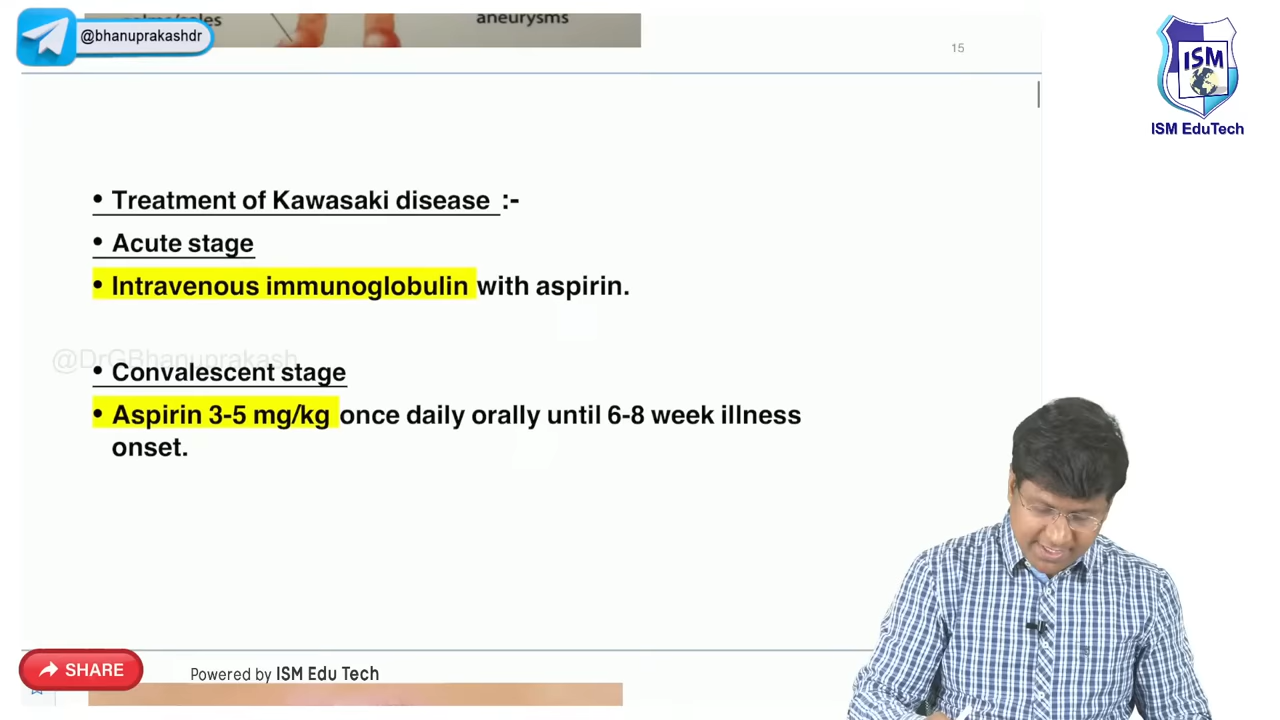 aneurysms
@bhanuprakashdr
15
ISM
ISM EduTech
• Treatment of Kawasaki disease :-
• Acute stage
• Intravenous immunoglobulin with aspirin.
@DrGBhanuprakash
• Convalescent stage
• Aspirin 3-5 mg/kg once daily orally until 6-8 week illness
onset.
SHARE
Powered by ISM Edu Tech